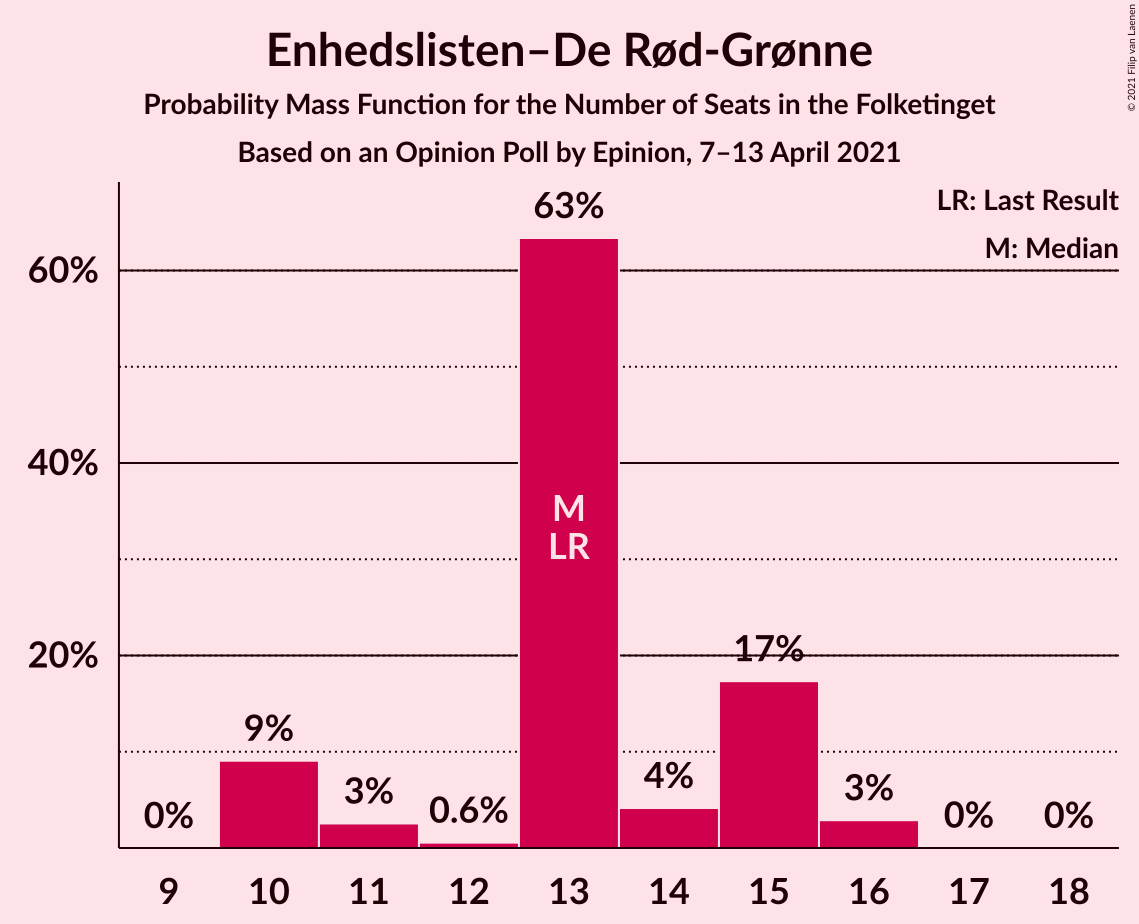 Enhedslisten–De Rød-Grønne
Probability Mass Function for the Number of Seats in the Folketinget
Based on an Opinion Poll by Epinion, 7–13 April 2021
© 2021 Filip van Laenen
LR: Last Result
M: Median
60%
40%
20%
0%
9%
3%
0.6%
63%
M
LR
4%
17%
3%
0%
0%
9 10 11 12 13 14 15 16 17 18